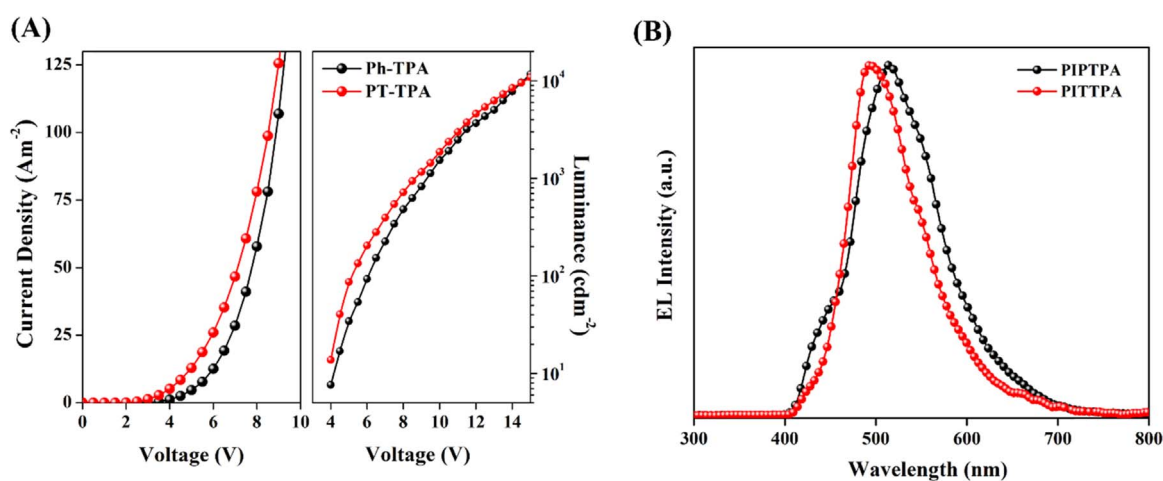 (A)
Current Density (Am-2)
125
100
75
50
25
0
0 2 4 6 8 10
Voltage (V)
Ph-TPA
PT-TPA
4 6 8 10 12 14
Voltage (V)
10^4
10^3
10^2
10^1
Luminance (cdm-2)
(B)
EL Intensity (a.u.)
PIPTPA
PITTPA
300 400 500 600 700 800
Wavelength (nm)